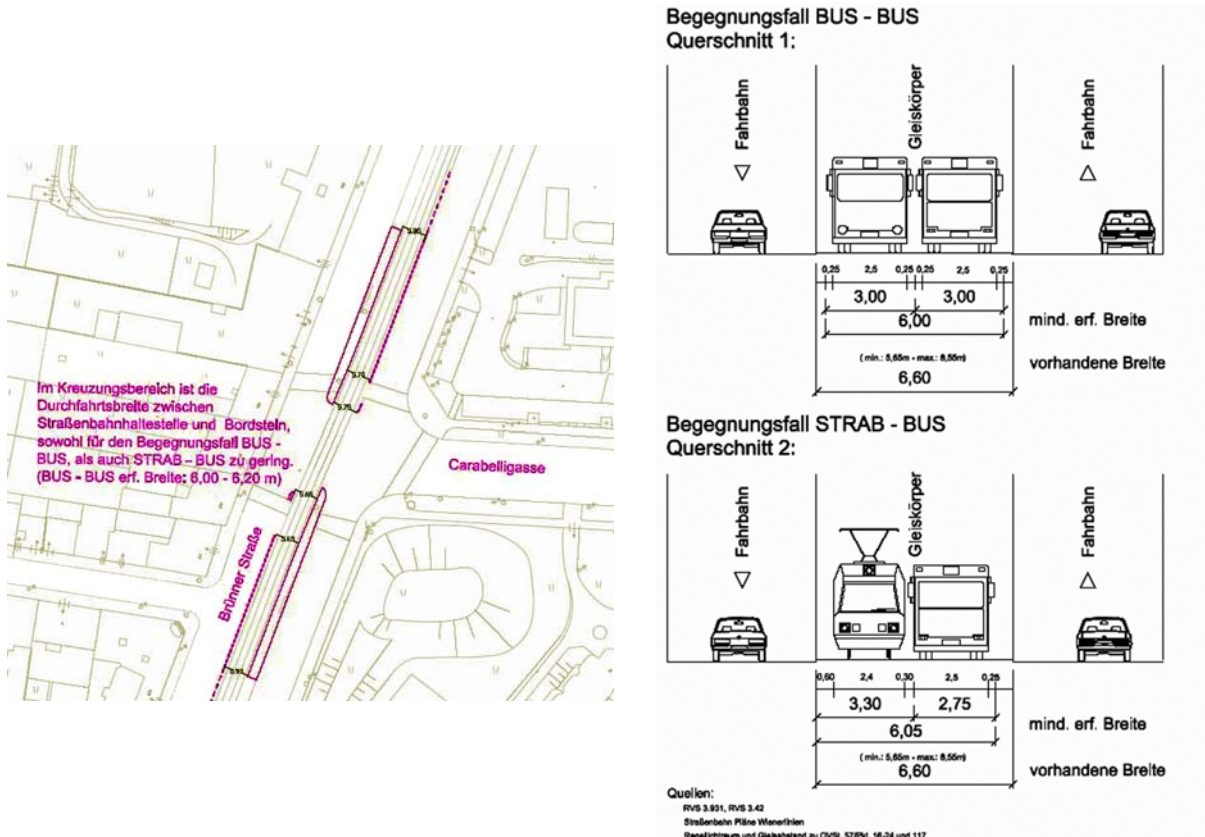 Im Kreuzungsbereich ist die
Durchfahrtsbreite zwischen
Straßenbahnhaltestelle und Bordstein,
sowohl für den Begegnungsfall BUS -
BUS, als auch STRAB - BUS zu gering.
(BUS - BUS erf. Breite: 6,00 - 6,20 m)
Carabelligasse
Brünner Straße
Begegnungsfall BUS - BUS
Querschnitt 1:
Fahrbahn
Gleiskörper
Fahrbahn
0,25 2,5 0,25 0,25 2,5 0,25
3,00 3,00
6,00 mind. erf. Breite
(min.: 5,65m - max.: 8,55m)
6,60 vorhandene Breite
Begegnungsfall STRAB - BUS
Querschnitt 2:
Fahrbahn
Gleiskörper
Fahrbahn
0,60 2,4 0,30 2,5 0,25
3,30 2,75
6,05 mind. erf. Breite
(min.: 5,65m - max.: 8,55m)
6,60 vorhandene Breite
Quellen:
RVS 3.931, RVS 3.42
Straßenbahn Pläne Wienerlinien